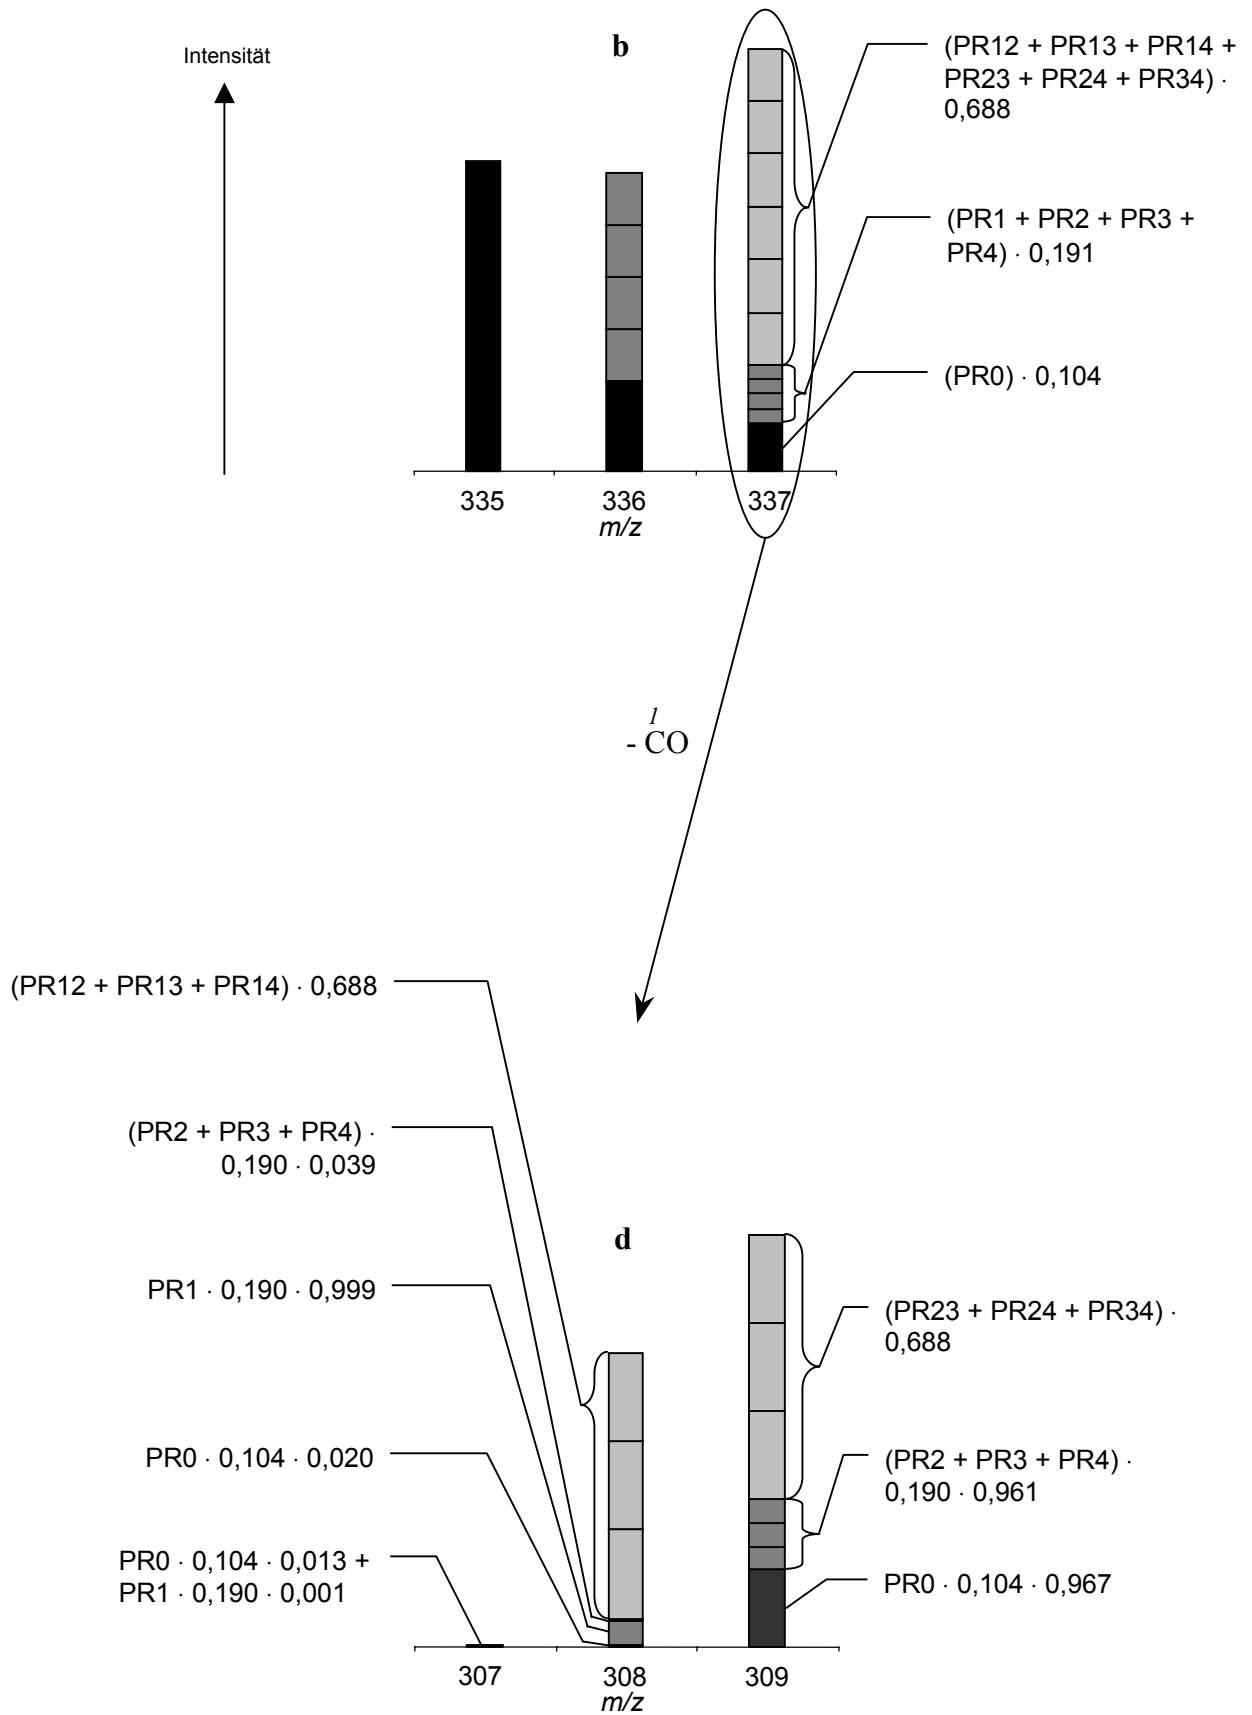 Intensität
b
(PR12 + PR13 + PR14 +
PR23 + PR24 + PR34) ·
0,688
(PR1 + PR2 + PR3 +
PR4) · 0,191
(PR0) · 0,104
335
336
337
m/z
1
- CO
(PR12 + PR13 + PR14) · 0,688
(PR2 + PR3 + PR4) ·
0,190 · 0,039
d
PR1 · 0,190 · 0,999
(PR23 + PR24 + PR34) ·
0,688
PR0 · 0,104 · 0,020
(PR2 + PR3 + PR4) ·
0,190 · 0,961
PR0 · 0,104 · 0,013 +
PR1 · 0,190 · 0,001
PR0 · 0,104 · 0,967
307
308
309
m/z